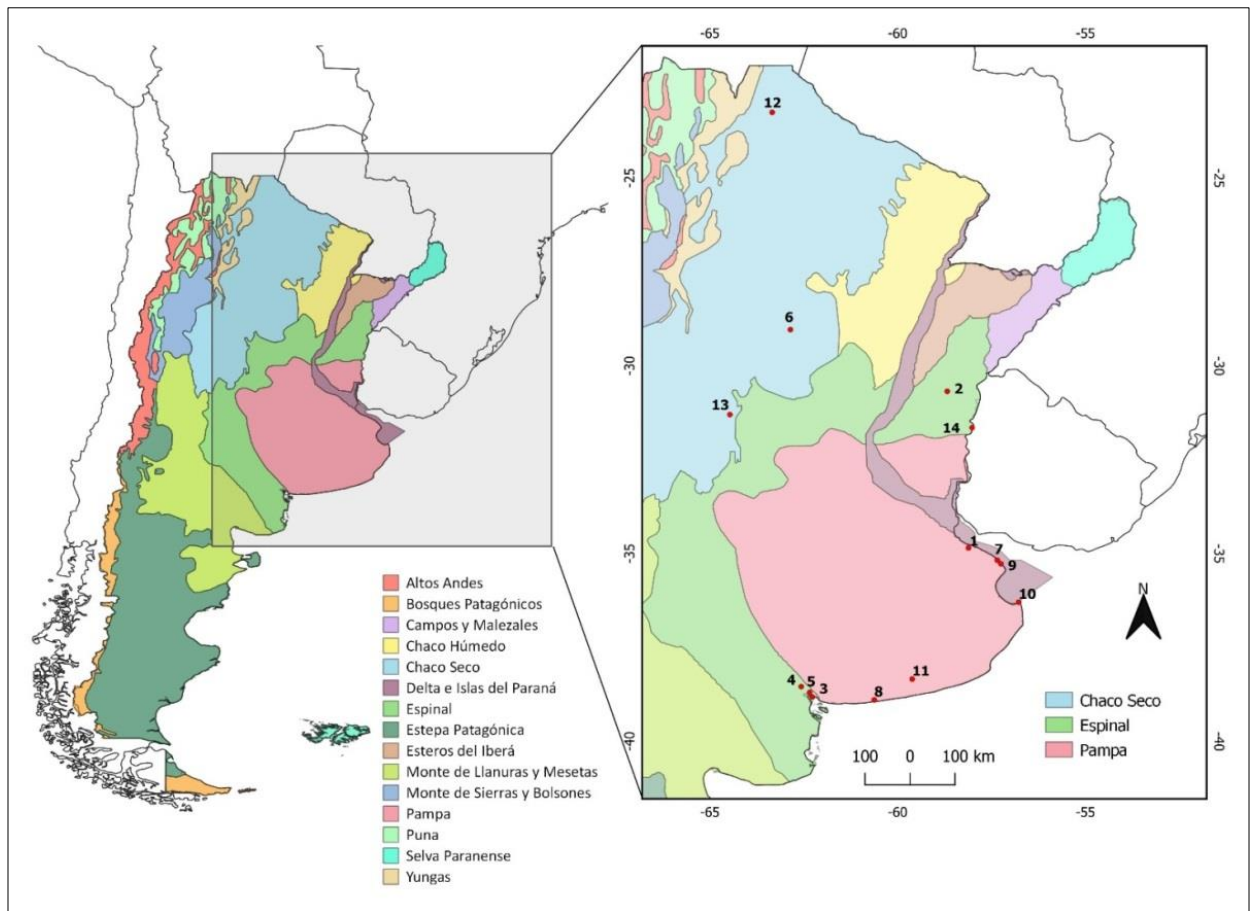 -65
-60
-55
12
-25
-25
6
-30
-30
2
13
14
-35
-35
1
7
9
10
N
11
4
5
3
8
-40
-40
100
0
100 km
Chaco Seco
Espinal
Pampa
-65
-60
-55
Altos Andes
Bosques Patagónicos
Campos y Malezales
Chaco Húmedo
Chaco Seco
Delta e Islas del Paraná
Espinal
Estepa Patagónica
Esteros del Iberá
Monte de Llanuras y Mesetas
Monte de Sierras y Bolsones
Pampa
Puna
Selva Paranense
Yungas